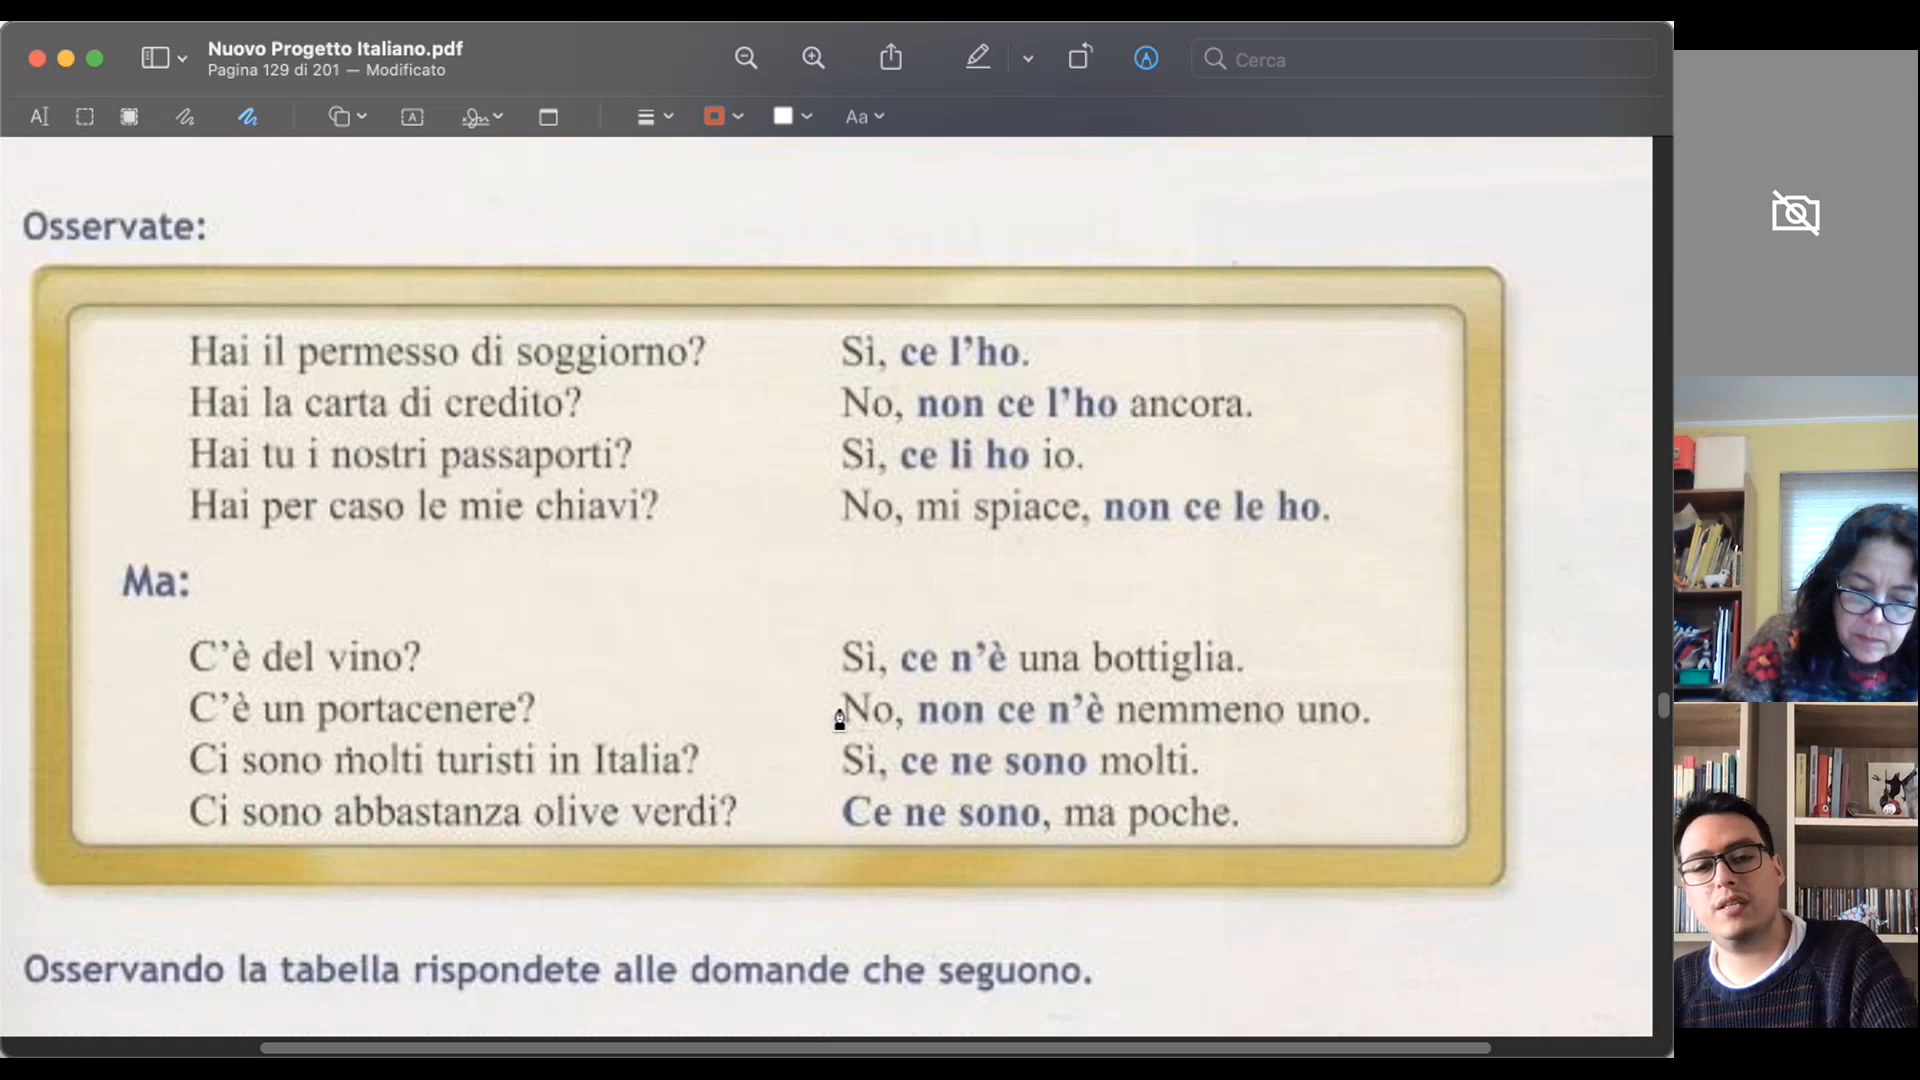 Nuovo Progetto Italiano.pdf
Pagina 129 di 201 — Modificato
Cerca
Aa
Osservate:
Hai il permesso di soggiorno? Sì, ce l'ho.
Hai la carta di credito? No, non ce l'ho ancora.
Hai tu i nostri passaporti? Sì, ce li ho io.
Hai per caso le mie chiavi? No, mi spiace, non ce le ho.
Ma:
C'è del vino? Sì, ce n'è una bottiglia.
C'è un portacenere? No, non ce n'è nemmeno uno.
Ci sono molti turisti in Italia? Sì, ce ne sono molti.
Ci sono abbastanza olive verdi? Ce ne sono, ma poche.
Osservando la tabella rispondete alle domande che seguono.